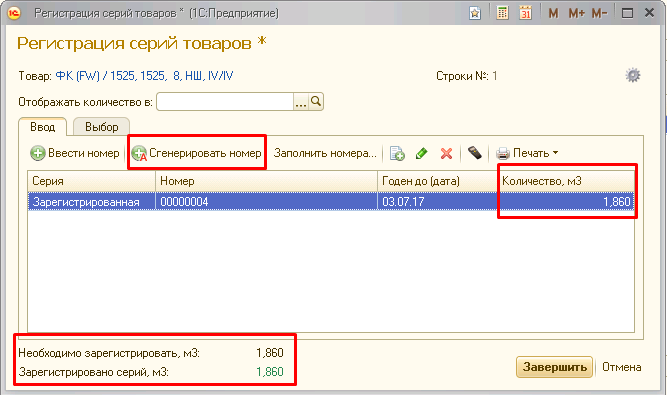 Регистрация серий товаров * (1С:Предприятие)
M M+ M-
Регистрация серий товаров *
Товар: ФК (FW) / 1525, 1525, 8, НШ, IV/IV Строки №: 1
Отображать количество в: ...
Ввод Выбор
Ввести номер Сгенерировать номер Заполнить номера... Печать
Серия Номер Годен до (дата) Количество, м3
Зарегистрированная 00000004 03.07.17 1,860
Необходимо зарегистрировать, м3: 1,860
Зарегистрировано серий, м3: 1,860
Завершить Отмена